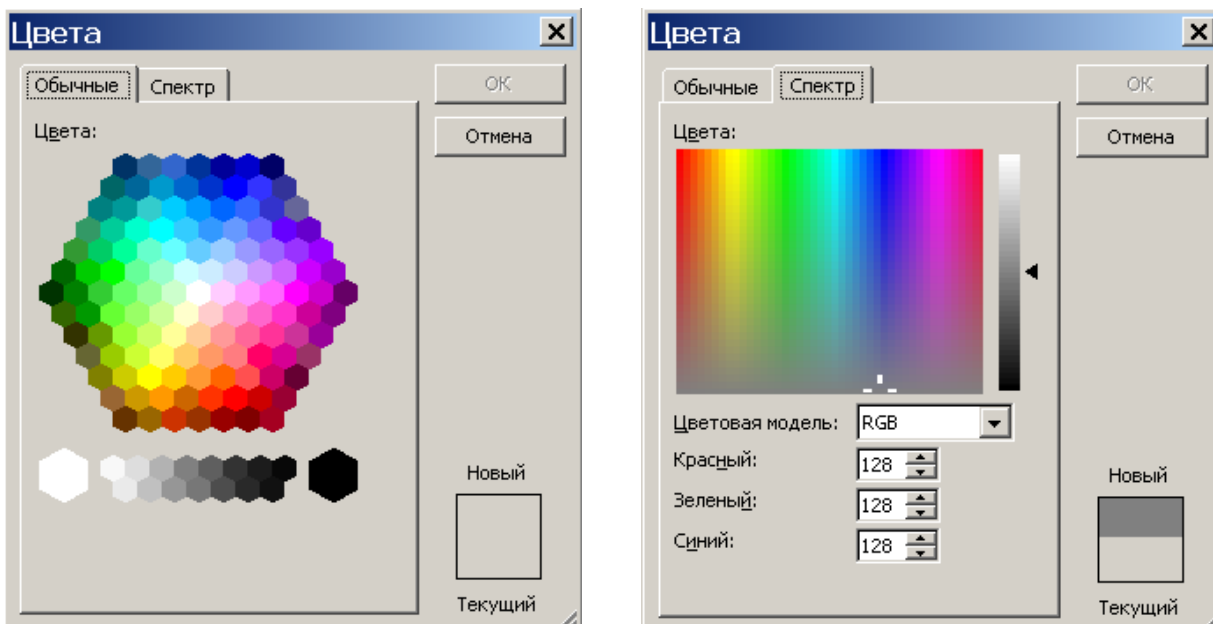 Цвета
Обычные
Спектр
ОК
Отмена
Цвета:
Новый
Текущий
Цвета
Обычные
Спектр
ОК
Отмена
Цвета:
Цветовая модель: RGB
Красный: 128
Зеленый: 128
Синий: 128
Новый
Текущий